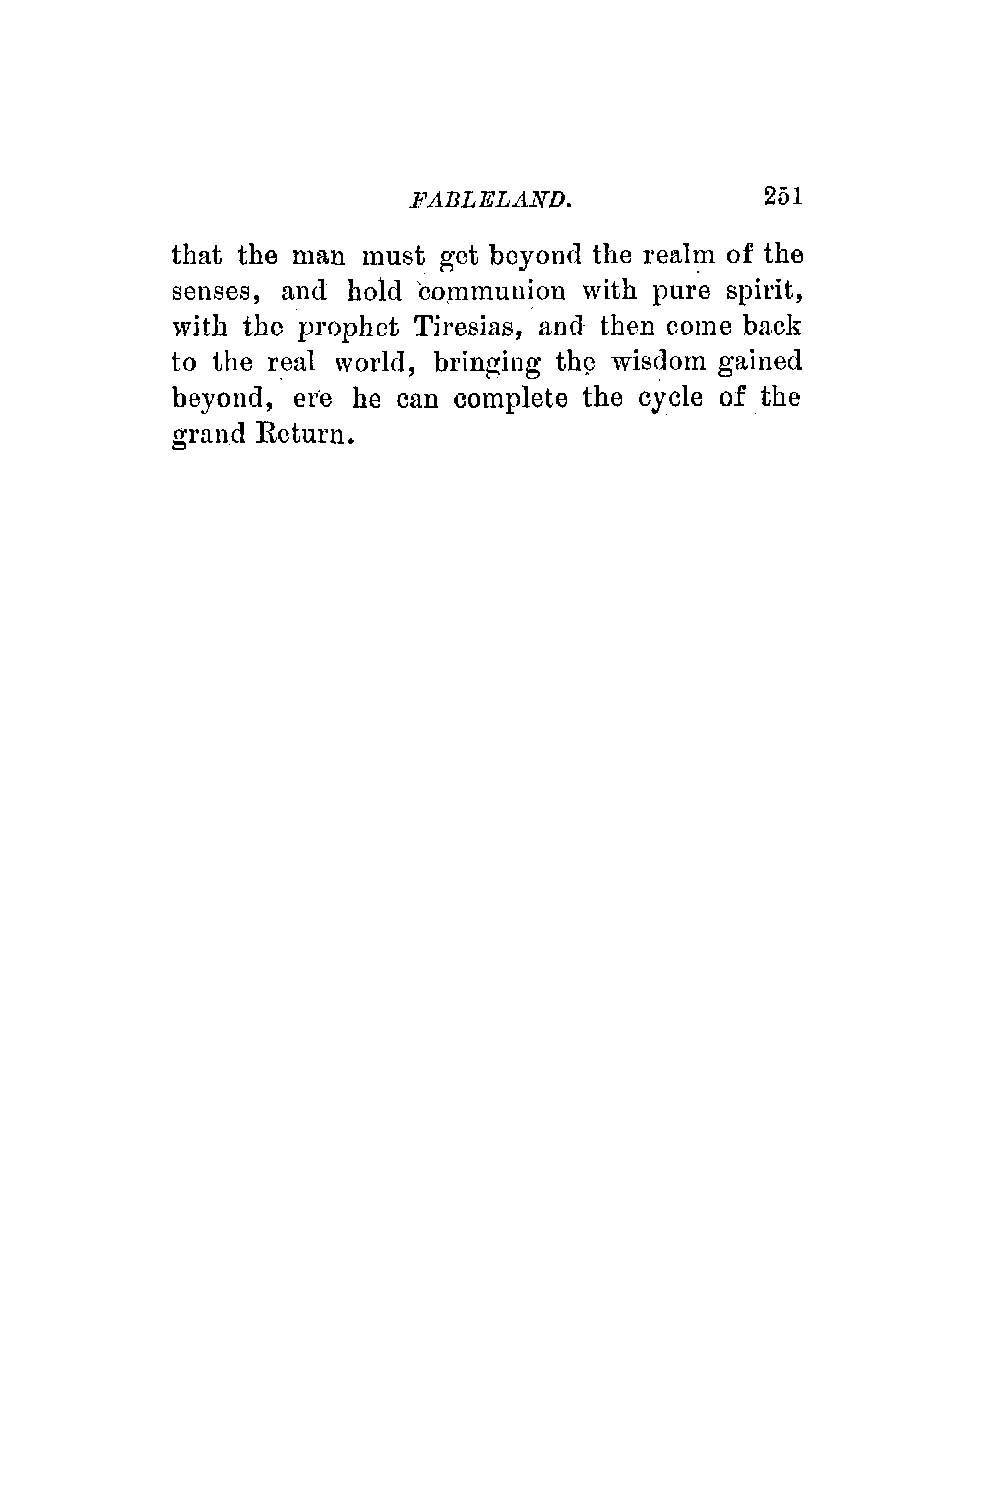 FABLELAND. 251
that the man must get beyond the realm of the
senses, and hold communion with pure spirit,
with the prophet Tiresias, and then come back
to the real world, bringing the wisdom gained
beyond, ere he can complete the cycle of the
grand Return.